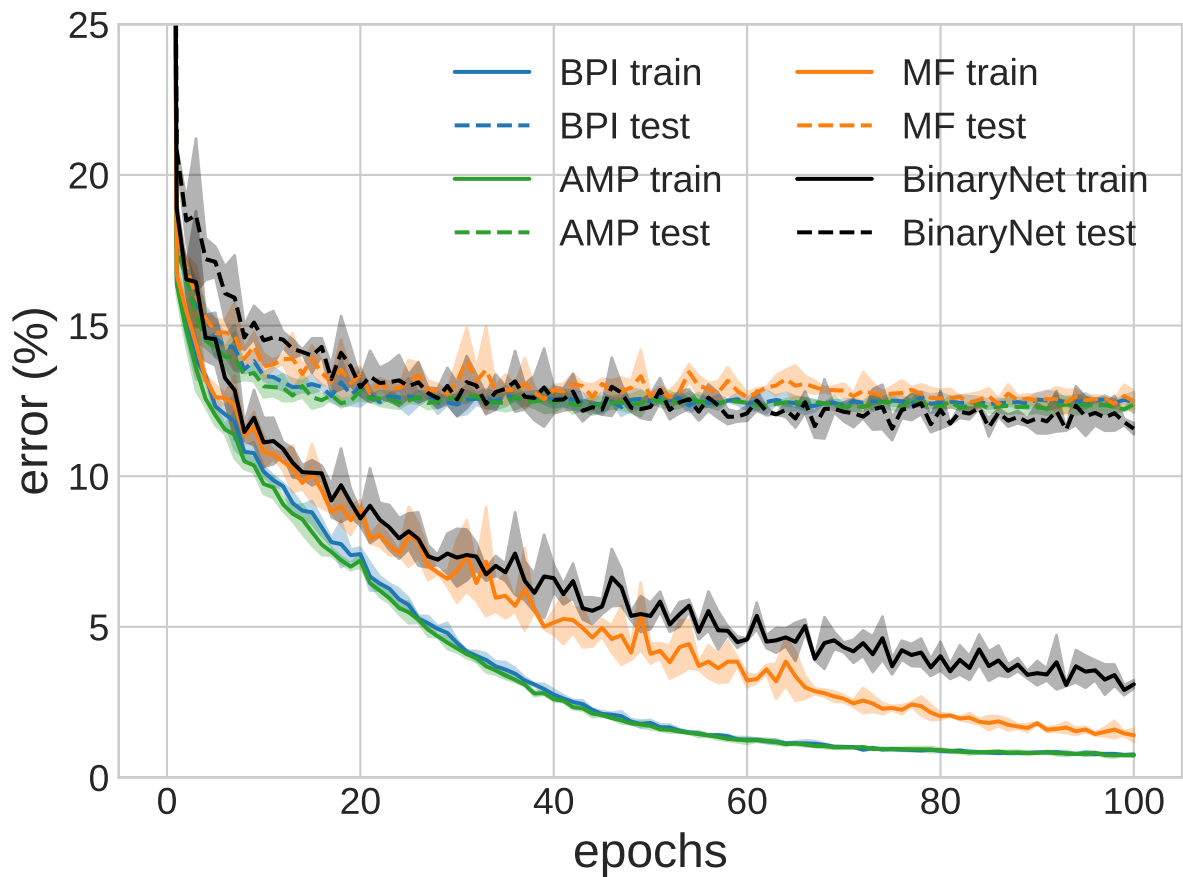 25
20
15
10
5
0
error (%)
BPI train
BPI test
AMP train
AMP test
MF train
MF test
BinaryNet train
BinaryNet test
0 20 40 60 80 100
epochs